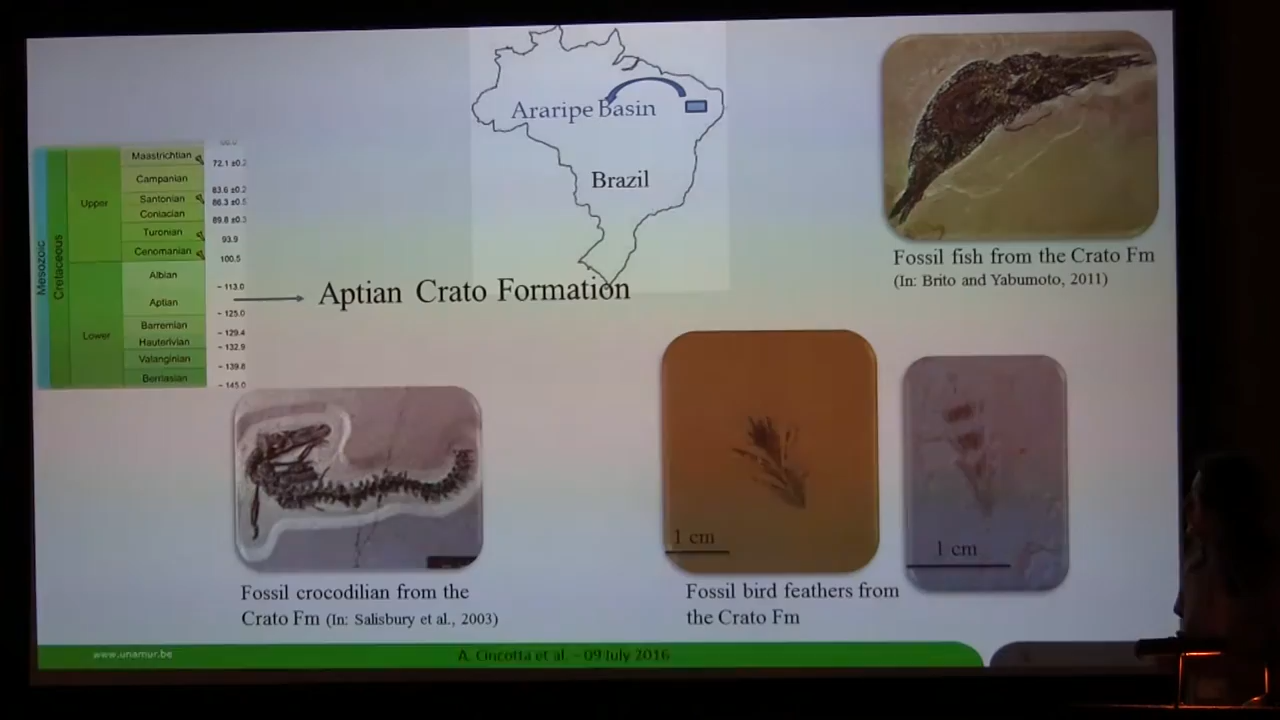 Araripe Basin
Brazil
Mesozoic
Cretaceous
Upper
Lower
Maastrichtian
Campanian
Santonian
Coniacian
Turonian
Cenomanian
Albian
Aptian
Barremian
Hauterivian
Valanginian
Berriasian
72.1 ±0.2
83.6 ±0.2
86.3 ±0.5
89.8 ±0.3
93.9
100.5
~ 113.0
~ 125.0
~ 129.4
~ 132.9
~ 139.8
~ 145.0
Aptian Crato Formation
Fossil fish from the Crato Fm
(In: Brito and Yabumoto, 2011)
1 cm
1 cm
Fossil crocodilian from the
Crato Fm (In: Salisbury et al., 2003)
Fossil bird feathers from
the Crato Fm
www.unamur.be
A. Cincotta et al. - 09 July 2016